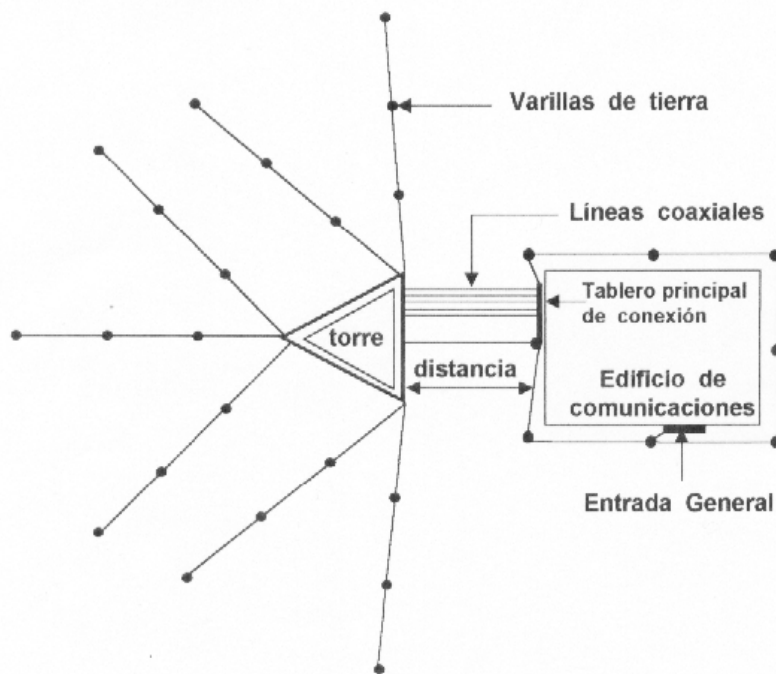 Varillas de tierra
Líneas coaxiales
Tablero principal
de conexión
torre
distancia
Edificio de
comunicaciones
Entrada General